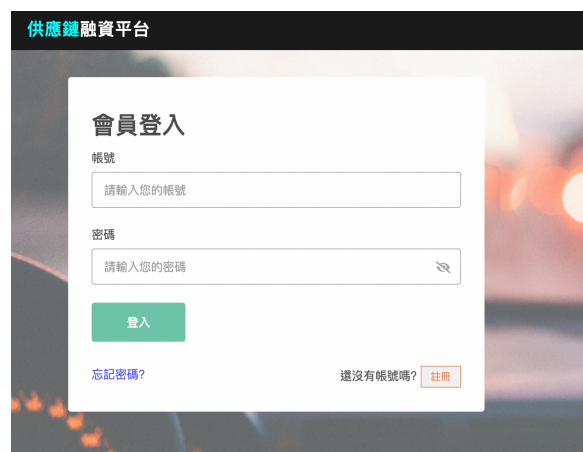 供應鏈融資平台
會員登入
帳號
請輸入您的帳號
密碼
請輸入您的密碼
登入
忘記密碼?
還沒有帳號嗎? 註冊